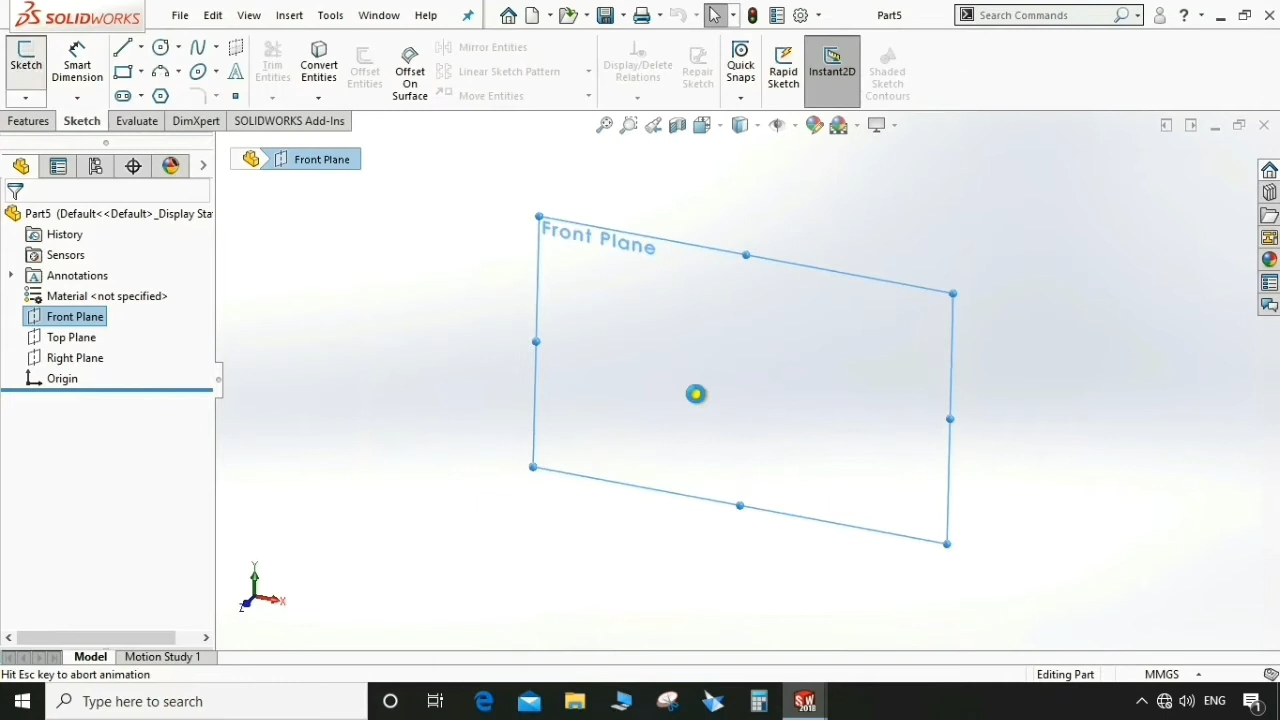 SOLIDWORKS
File Edit View Insert Tools Window Help
Part5
Search Commands
?
Sketch
Smart Dimension
Trim Entities
Convert Entities
Offset Entities
Offset On Surface
Mirror Entities
Linear Sketch Pattern
Move Entities
Display/Delete Relations
Repair Sketch
Quick Snaps
Rapid Sketch
Instant2D
Shaded Sketch Contours
Features Sketch Evaluate DimXpert SOLIDWORKS Add-Ins
Front Plane
Part5 (Default<<Default>_Display Sta
History
Sensors
Annotations
Material <not specified>
Front Plane
Top Plane
Right Plane
Origin
Front Plane
Y
X
Z
Model Motion Study 1
Hit Esc key to abort animation
Editing Part
MMGS
Type here to search
SW
2018
ENG
1